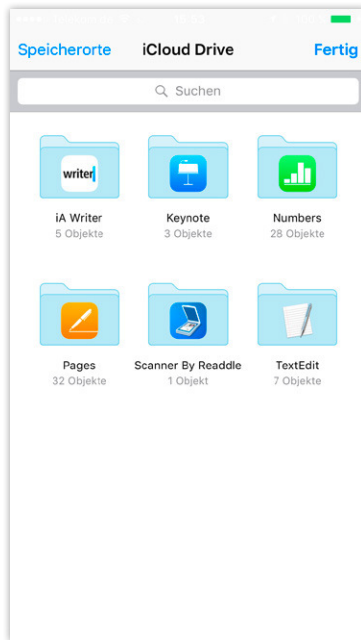 Speicherorte iCloud Drive Fertig
Suchen
writer
iA Writer Keynote Numbers
5 Objekte 3 Objekte 28 Objekte
Pages Scanner By Readdle TextEdit
32 Objekte 1 Objekt 7 Objekte